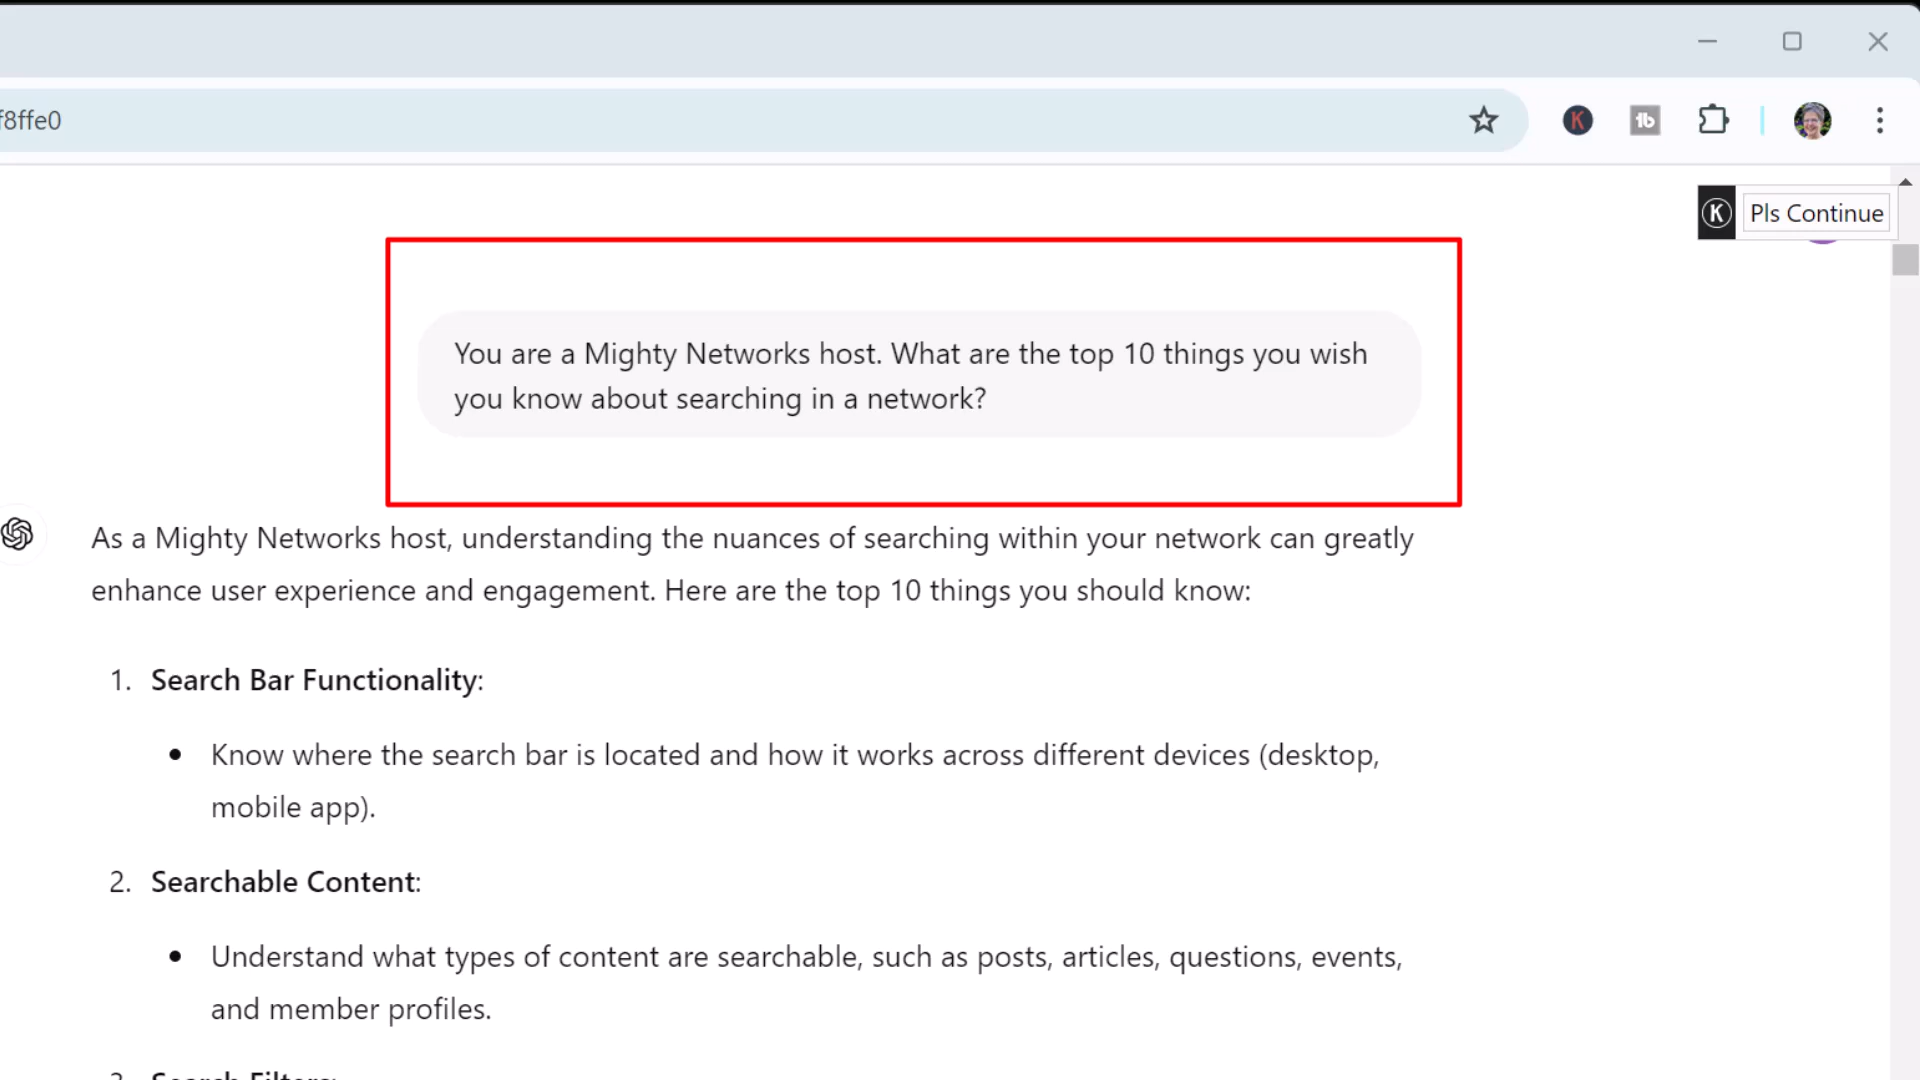 f8ffe0
K
tb
K Pls Continue
You are a Mighty Networks host. What are the top 10 things you wish
you know about searching in a network?
As a Mighty Networks host, understanding the nuances of searching within your network can greatly
enhance user experience and engagement. Here are the top 10 things you should know:
1. Search Bar Functionality:
• Know where the search bar is located and how it works across different devices (desktop,
mobile app).
2. Searchable Content:
• Understand what types of content are searchable, such as posts, articles, questions, events,
and member profiles.
3. Search Filters: